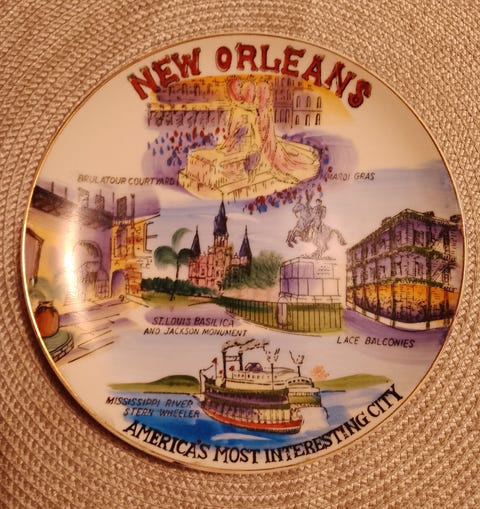 NEW ORLEANS
BRULATOUR COURTYARD
MARDI GRAS
ST. LOUIS BASILICA
AND JACKSON MONUMENT
LACE BALCONIES
MISSISSIPPI RIVER
STERN WHEELER
AMERICA'S MOST INTERESTING CITY